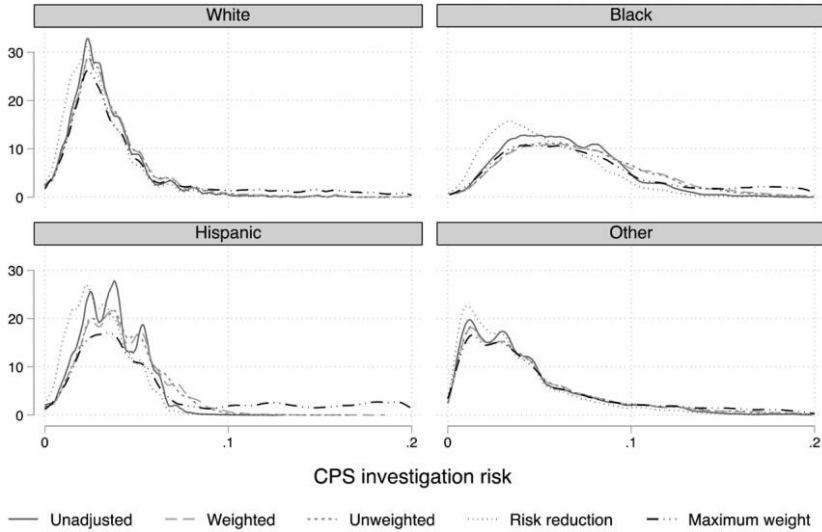 White
Black
30
20
10
0
Hispanic
Other
30
20
10
0
0
.1
.2
0
.1
.2
CPS investigation risk
Unadjusted
Weighted
Unweighted
Risk reduction
Maximum weight